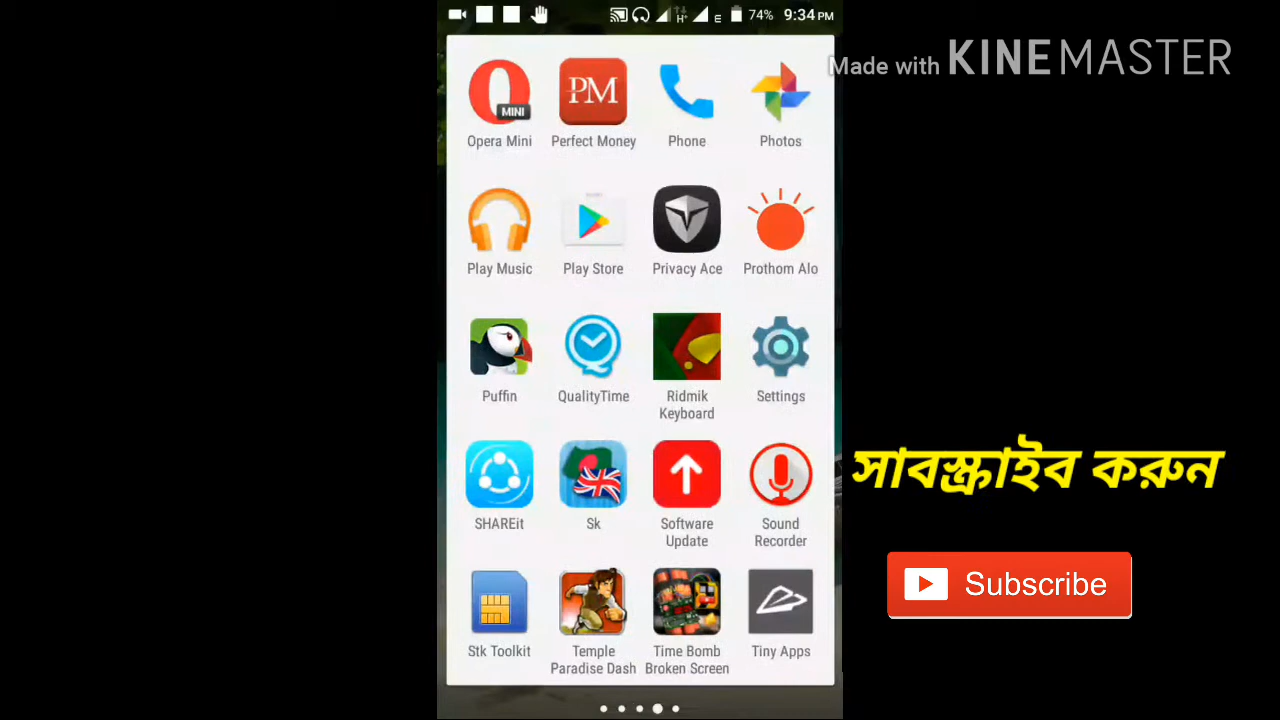 H+ E 74% 9:34 PM
Made with KINEMASTER
MINI PM
Opera Mini Perfect Money Phone Photos
Play Music Play Store Privacy Ace Prothom Alo
Puffin QualityTime Ridmik Keyboard Settings
সাবস্ক্রাইব করুন
SHAREit Sk Software Update Sound Recorder
Subscribe
Stk Toolkit Temple Paradise Dash Time Bomb Broken Screen Tiny Apps